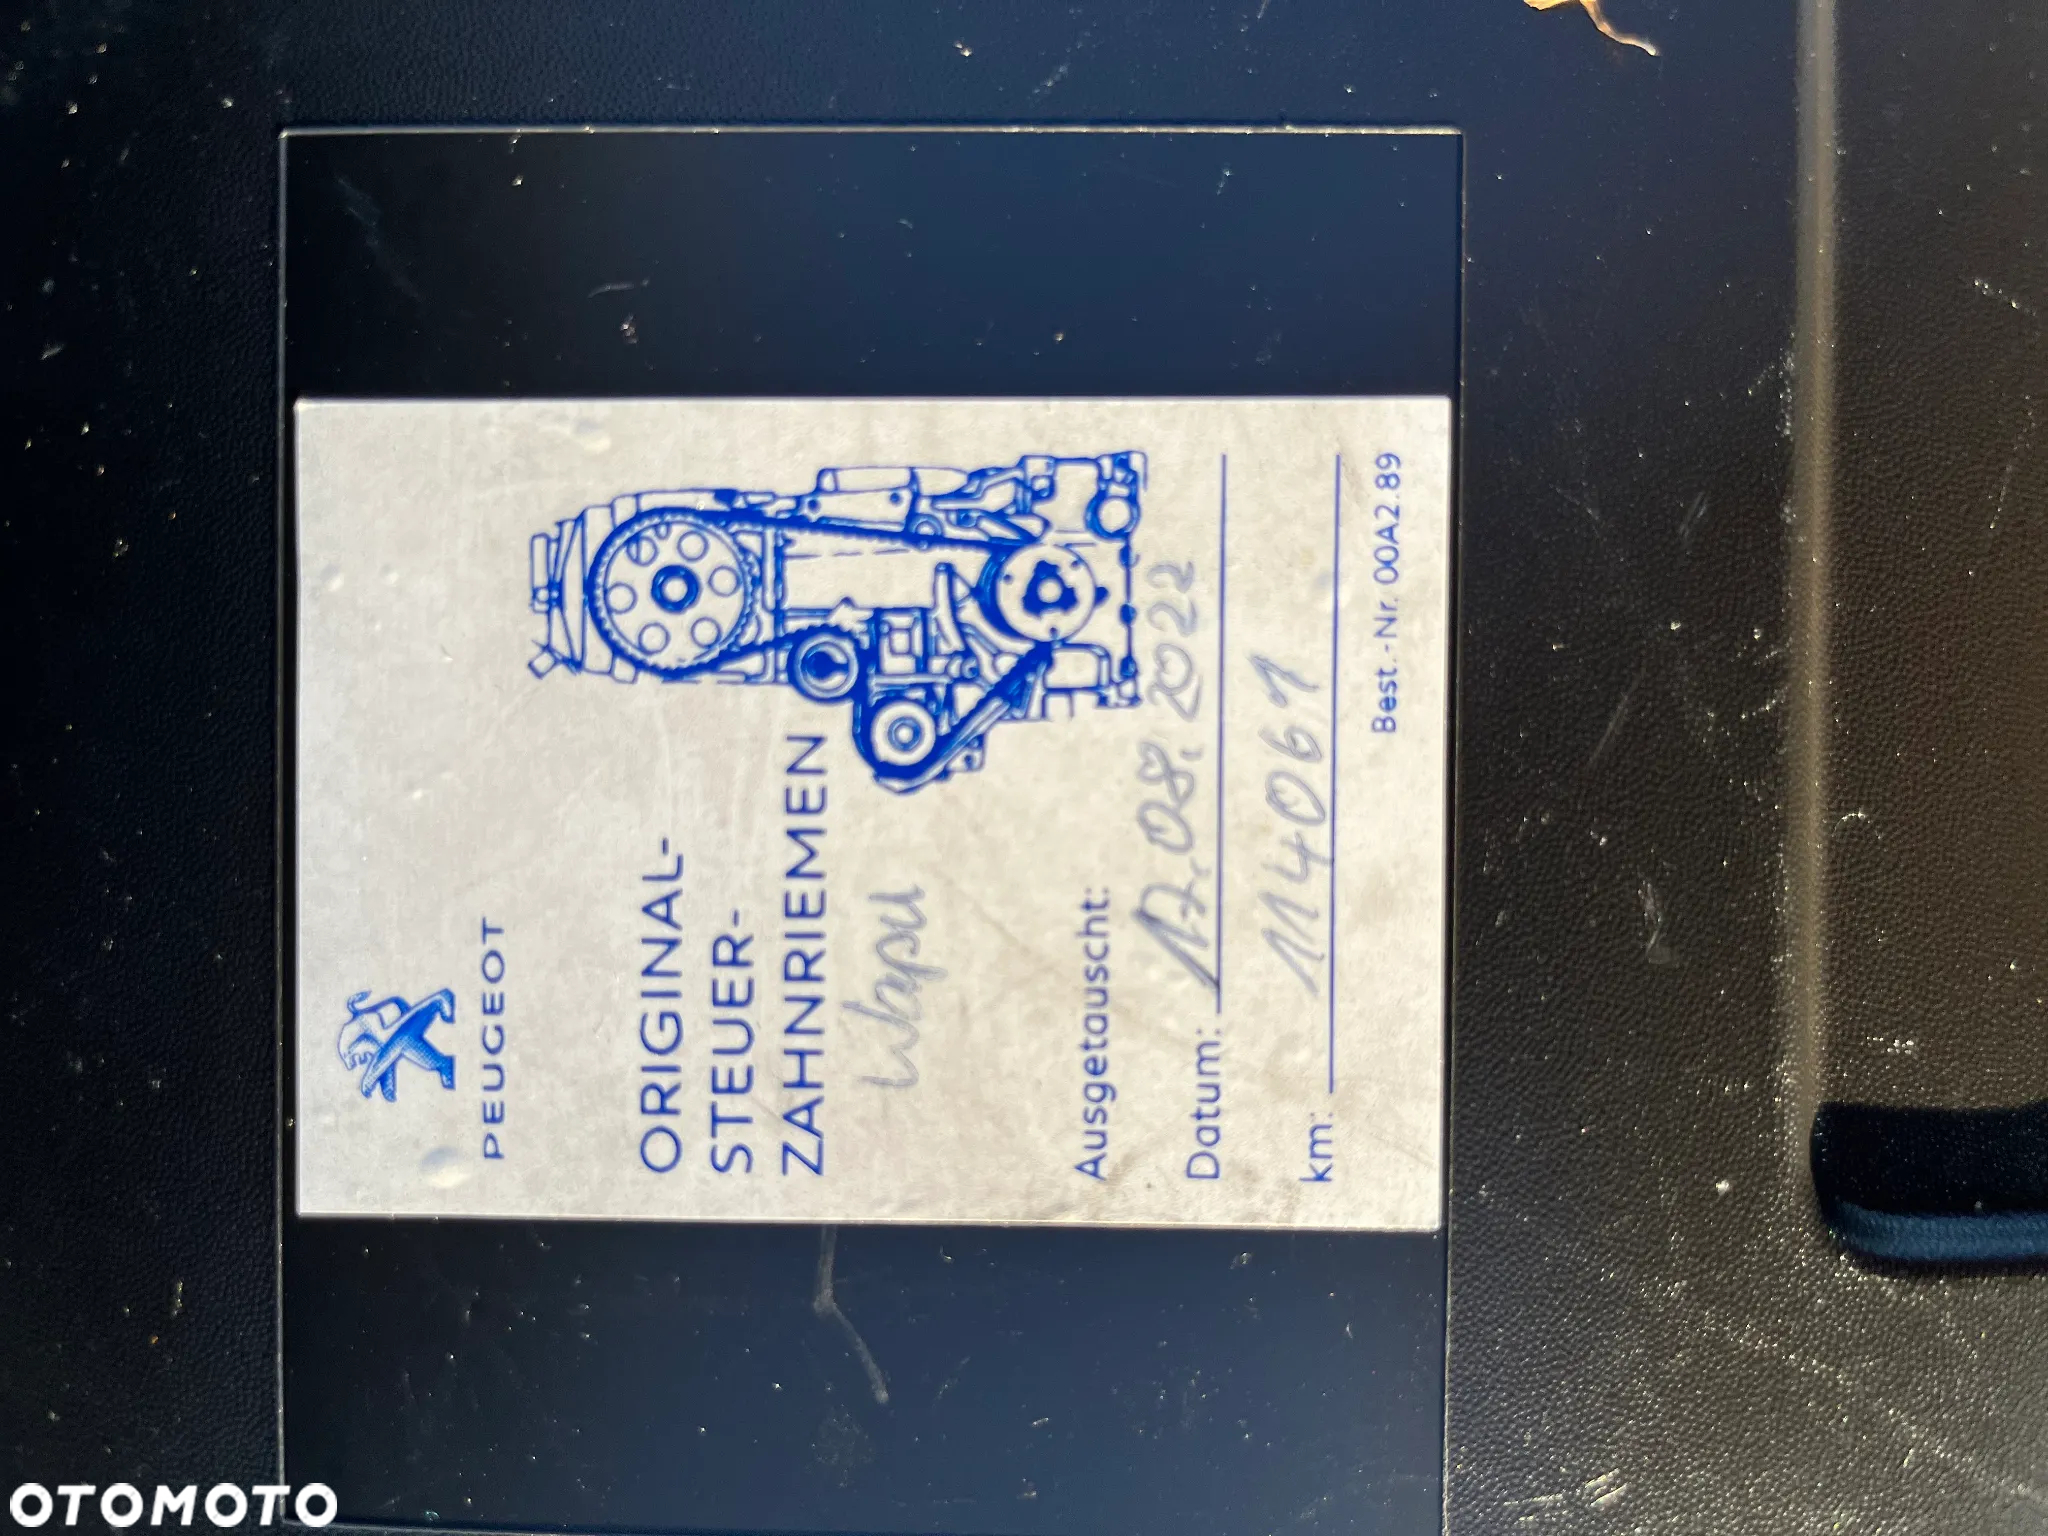 PEUGEOT
ORIGINAL-
STEUER-
ZAHNRIEMEN
Wapu
Ausgetauscht:
Datum: 17.08.2022
km: 114061
Best.-Nr. 00A2.89
OTOMOTO